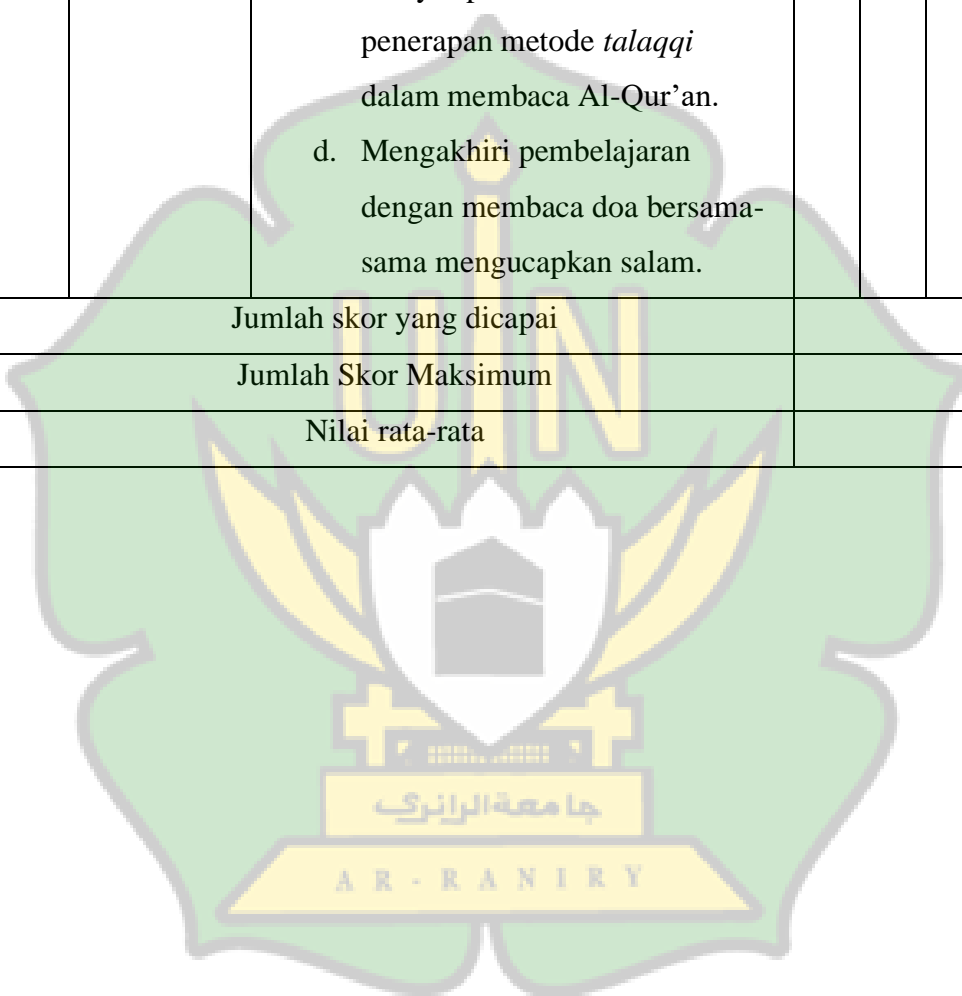 penerapan metode talaqqi
dalam membaca Al-Qur’an.
d. Mengakhiri pembelajaran
dengan membaca doa bersama-
sama mengucapkan salam.
Jumlah skor yang dicapai
Jumlah Skor Maksimum
Nilai rata-rata
UIN
جامعة الرانري
AR-RANIRY